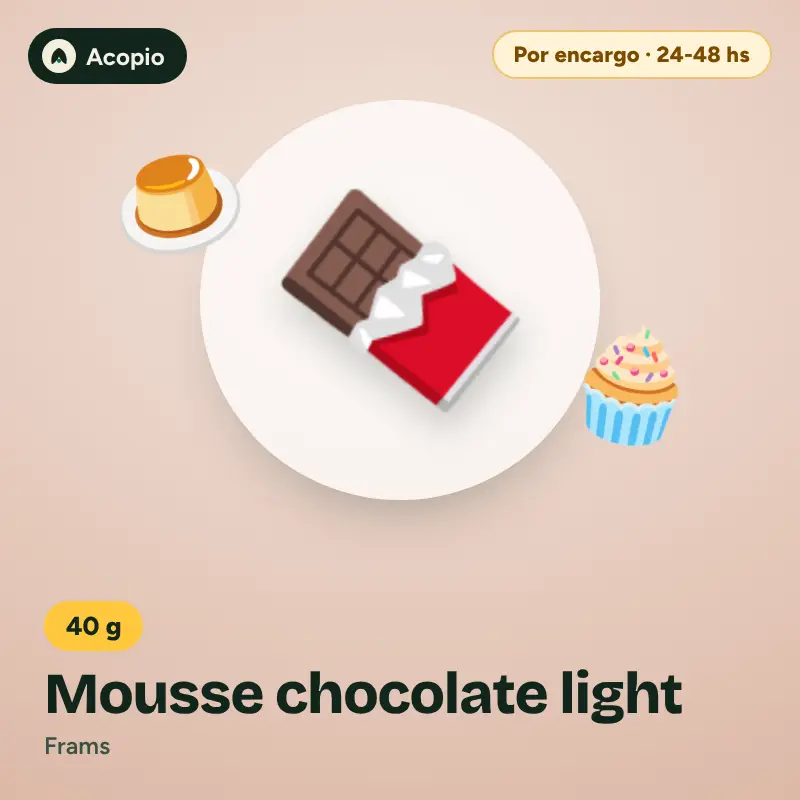 Acopio
Por encargo · 24-48 hs
40 g
Mousse chocolate light
Frams